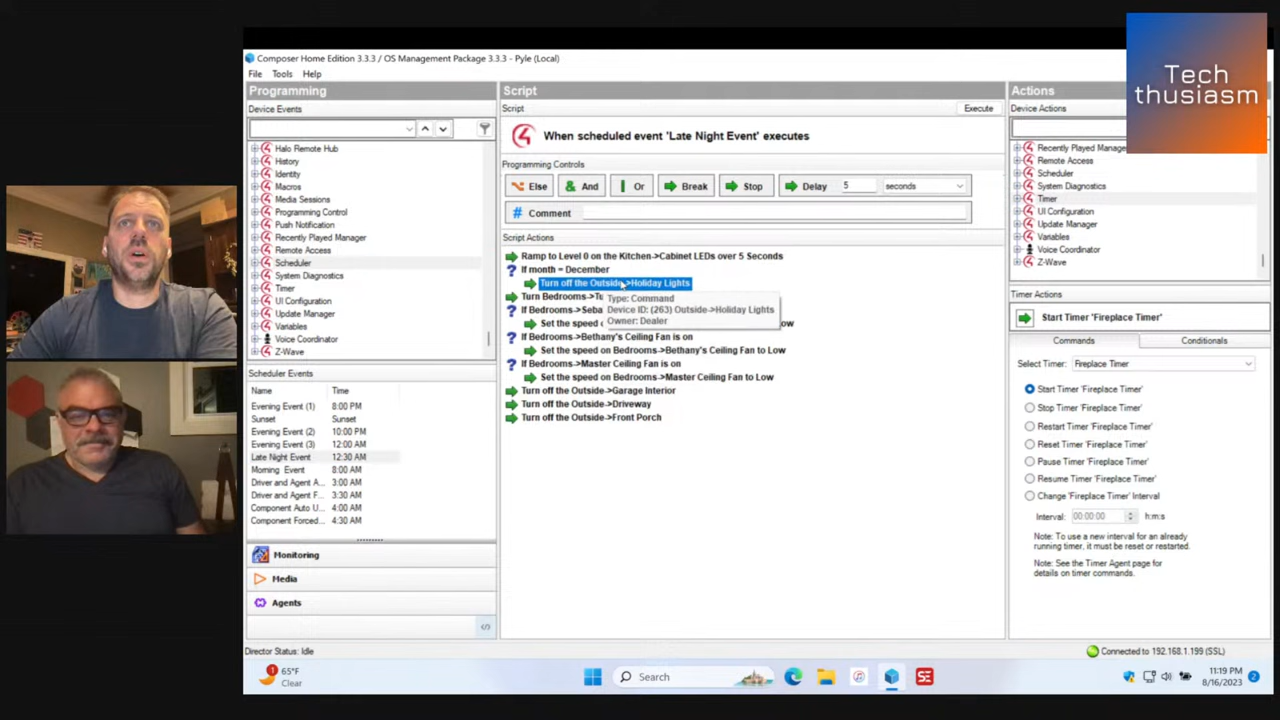 Composer Home Edition 3.3.3 / OS Management Package 3.3.3 - Pyle (Local)
File Tools Help
Tech
thusiasm
Programming
Device Events
Halo Remote Hub
History
Identity
Macros
Media Sessions
Programming Control
Push Notification
Recently Played Manager
Remote Access
Scheduler
System Diagnostics
Timer
UI Configuration
Update Manager
Variables
Voice Coordinator
Z-Wave
Scheduler Events
Name Time
Evening Event (1) 8:00 PM
Sunset Sunset
Evening Event (2) 10:00 PM
Evening Event (3) 12:00 AM
Late Night Event 12:30 AM
Morning Event 8:00 AM
Driver and Agent A... 3:00 AM
Driver and Agent F... 3:30 AM
Component Auto U... 4:00 AM
Component Forced... 4:30 AM
Monitoring
Media
Agents
</>
Script
Script Execute
When scheduled event 'Late Night Event' executes
Programming Controls
Else And Or Break Stop Delay 5 seconds
# Comment
Script Actions
Ramp to Level 0 on the Kitchen->Cabinet LEDs over 5 Seconds
? If month = December
Turn off the Outside->Holiday Lights
Turn Bedrooms->Tu
Type: Command
? If Bedrooms->Seba
Device ID: (263) Outside->Holiday Lights
Set the speed ow
Owner: Dealer
? If Bedrooms->Bethany's Ceiling Fan is on
Set the speed on Bedrooms->Bethany's Ceiling Fan to Low
? If Bedrooms->Master Ceiling Fan is on
Set the speed on Bedrooms->Master Ceiling Fan to Low
Turn off the Outside->Garage Interior
Turn off the Outside->Driveway
Turn off the Outside->Front Porch
Actions
Device Actions
Recently Played Manager
Remote Access
Scheduler
System Diagnostics
Timer
UI Configuration
Update Manager
Variables
Voice Coordinator
Z-Wave
Timer Actions
Start Timer 'Fireplace Timer'
Commands Conditionals
Select Timer: Fireplace Timer
Start Timer 'Fireplace Timer'
Stop Timer 'Fireplace Timer'
Restart Timer 'Fireplace Timer'
Reset Timer 'Fireplace Timer'
Pause Timer 'Fireplace Timer'
Resume Timer 'Fireplace Timer'
Change 'Fireplace Timer' Interval
Interval: 00:00:00 h:m:s
Note: To use a new interval for an already
running timer, it must be reset or restarted.
Note: See the Timer Agent page for
details on timer commands.
Director Status: Idle
Connected to 192.168.1.199 (SSL)
1
65°F
Clear
Search
SE
11:19 PM
8/16/2023
2